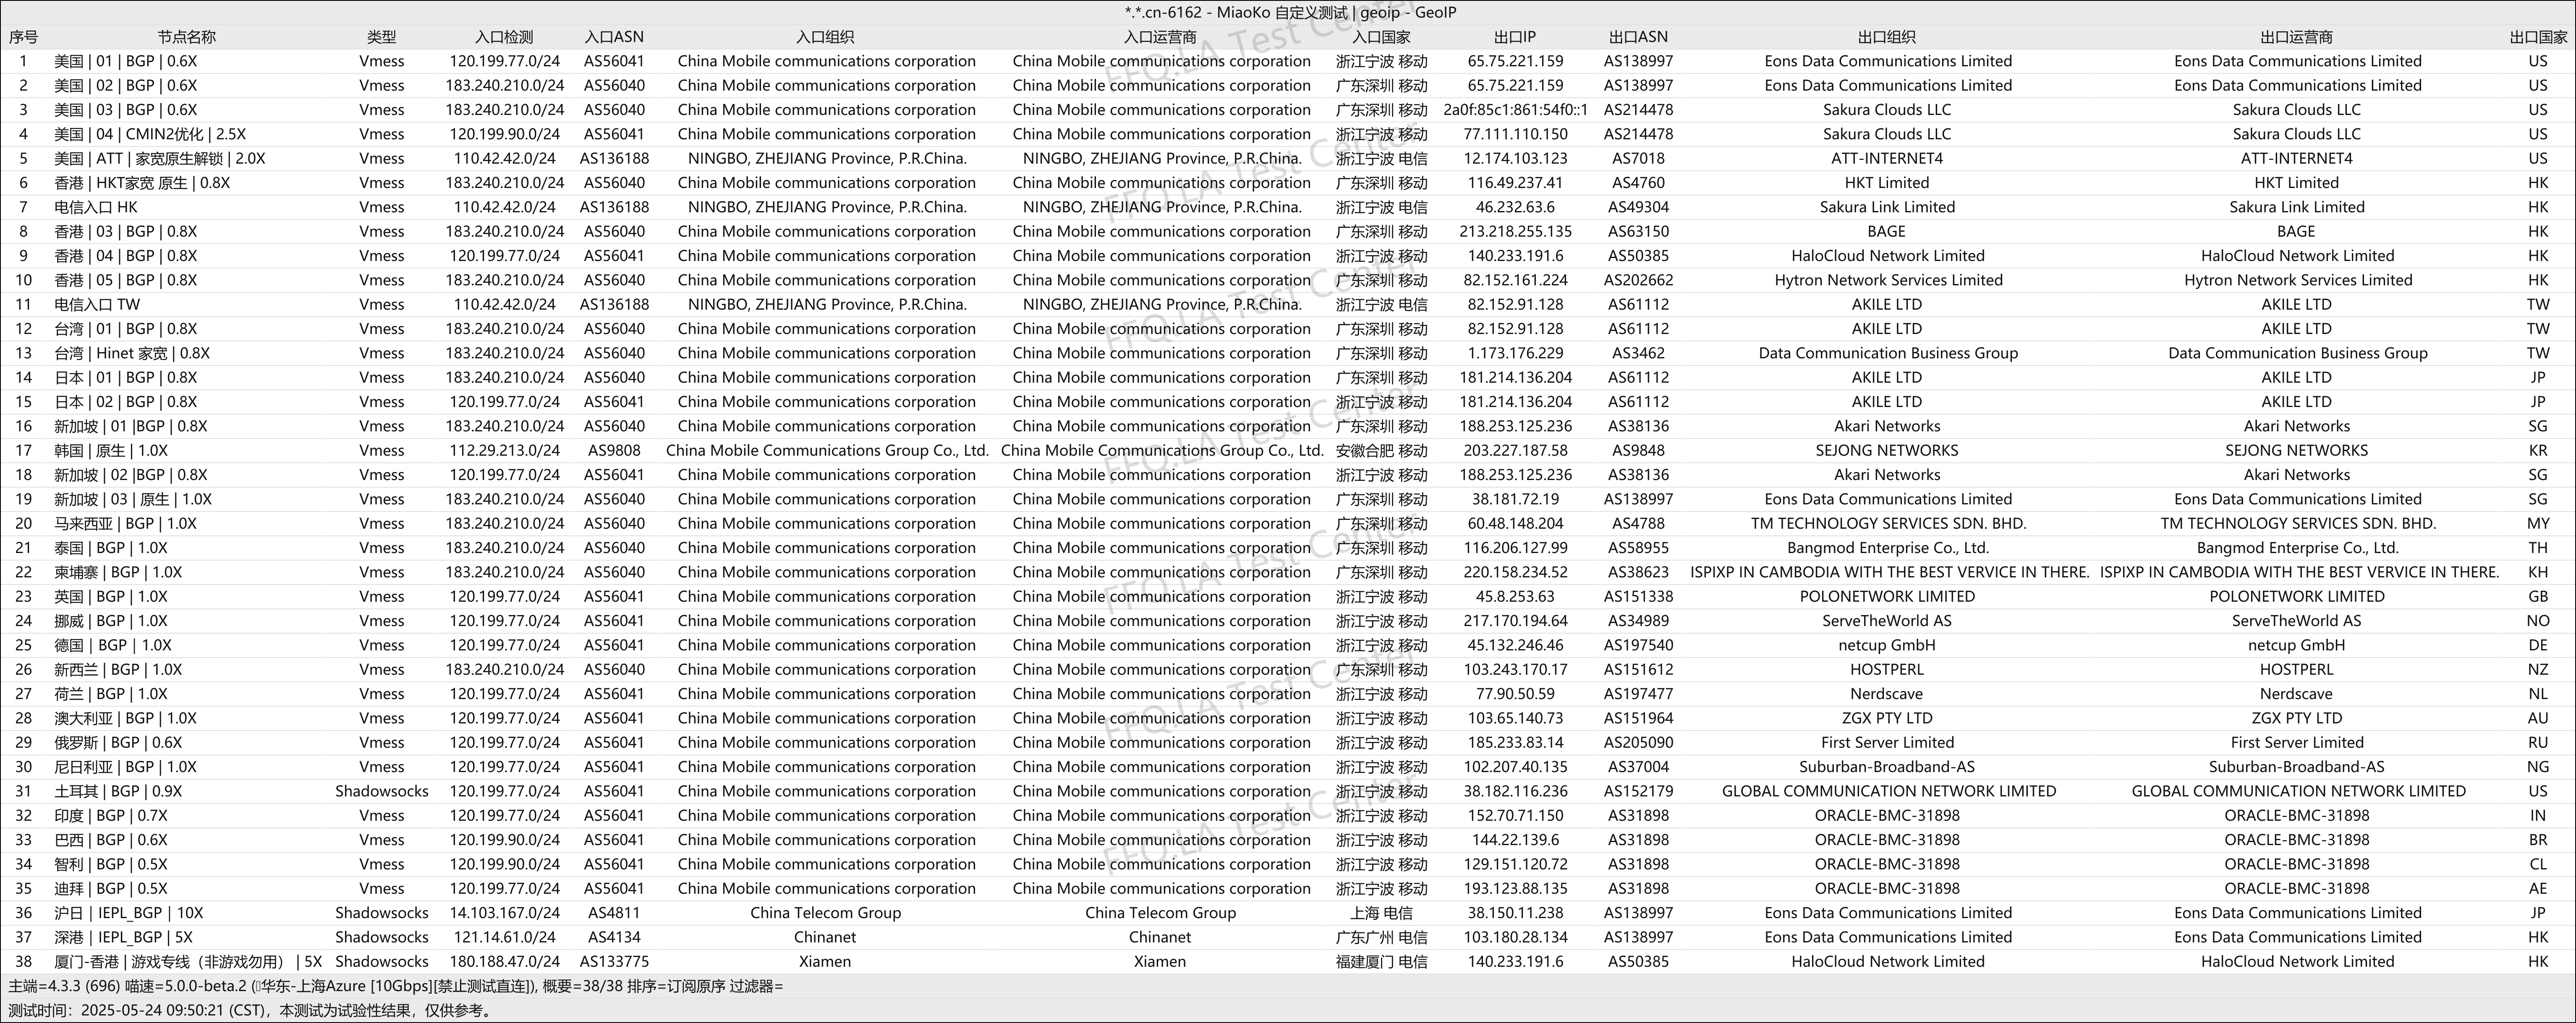 *.*.cn-6162 - MiaoKo 自定义测试 | geoip - GeoIP
序号 节点名称 类型 入口检测 入口ASN 入口组织 入口运营商 入口国家 出口IP 出口ASN 出口组织 出口运营商 出口国家
1 美国 | 01 | BGP | 0.6X Vmess 120.199.77.0/24 AS56041 China Mobile communications corporation China Mobile communications corporation 浙江宁波 移动 65.75.221.159 AS138997 Eons Data Communications Limited Eons Data Communications Limited US
2 美国 | 02 | BGP | 0.6X Vmess 183.240.210.0/24 AS56040 China Mobile communications corporation China Mobile communications corporation 广东深圳 移动 65.75.221.159 AS138997 Eons Data Communications Limited Eons Data Communications Limited US
3 美国 | 03 | BGP | 0.6X Vmess 183.240.210.0/24 AS56040 China Mobile communications corporation China Mobile communications corporation 广东深圳 移动 2a0f:85c1:861:54f0::1 AS214478 Sakura Clouds LLC Sakura Clouds LLC US
4 美国 | 04 | CMIN2优化 | 2.5X Vmess 120.199.90.0/24 AS56041 China Mobile communications corporation China Mobile communications corporation 浙江宁波 移动 77.111.110.150 AS214478 Sakura Clouds LLC Sakura Clouds LLC US
5 美国 | ATT | 家宽原生解锁 | 2.0X Vmess 110.42.42.0/24 AS136188 NINGBO, ZHEJIANG Province, P.R.China. NINGBO, ZHEJIANG Province, P.R.China. 浙江宁波 电信 12.174.103.123 AS7018 ATT-INTERNET4 ATT-INTERNET4 US
6 香港 | HKT家宽 原生 | 0.8X Vmess 183.240.210.0/24 AS56040 China Mobile communications corporation China Mobile communications corporation 广东深圳 移动 116.49.237.41 AS4760 HKT Limited HKT Limited HK
7 电信入口 HK Vmess 110.42.42.0/24 AS136188 NINGBO, ZHEJIANG Province, P.R.China. NINGBO, ZHEJIANG Province, P.R.China. 浙江宁波 电信 46.232.63.6 AS49304 Sakura Link Limited Sakura Link Limited HK
8 香港 | 03 | BGP | 0.8X Vmess 183.240.210.0/24 AS56040 China Mobile communications corporation China Mobile communications corporation 广东深圳 移动 213.218.255.135 AS63150 BAGE BAGE HK
9 香港 | 04 | BGP | 0.8X Vmess 120.199.77.0/24 AS56041 China Mobile communications corporation China Mobile communications corporation 浙江宁波 移动 140.233.191.6 AS50385 HaloCloud Network Limited HaloCloud Network Limited HK
10 香港 | 05 | BGP | 0.8X Vmess 183.240.210.0/24 AS56040 China Mobile communications corporation China Mobile communications corporation 广东深圳 移动 82.152.161.224 AS202662 Hytron Network Services Limited Hytron Network Services Limited HK
11 电信入口 TW Vmess 110.42.42.0/24 AS136188 NINGBO, ZHEJIANG Province, P.R.China. NINGBO, ZHEJIANG Province, P.R.China. 浙江宁波 电信 82.152.91.128 AS61112 AKILE LTD AKILE LTD TW
12 台湾 | 01 | BGP | 0.8X Vmess 183.240.210.0/24 AS56040 China Mobile communications corporation China Mobile communications corporation 广东深圳 移动 82.152.91.128 AS61112 AKILE LTD AKILE LTD TW
13 台湾 | Hinet 家宽 | 0.8X Vmess 183.240.210.0/24 AS56040 China Mobile communications corporation China Mobile communications corporation 广东深圳 移动 1.173.176.229 AS3462 Data Communication Business Group Data Communication Business Group TW
14 日本 | 01 | BGP | 0.8X Vmess 183.240.210.0/24 AS56040 China Mobile communications corporation China Mobile communications corporation 广东深圳 移动 181.214.136.204 AS61112 AKILE LTD AKILE LTD JP
15 日本 | 02 | BGP | 0.8X Vmess 120.199.77.0/24 AS56041 China Mobile communications corporation China Mobile communications corporation 浙江宁波 移动 181.214.136.204 AS61112 AKILE LTD AKILE LTD JP
16 新加坡 | 01 |BGP | 0.8X Vmess 183.240.210.0/24 AS56040 China Mobile communications corporation China Mobile communications corporation 广东深圳 移动 188.253.125.236 AS38136 Akari Networks Akari Networks SG
17 韩国 | 原生 | 1.0X Vmess 112.29.213.0/24 AS9808 China Mobile Communications Group Co., Ltd. China Mobile Communications Group Co., Ltd. 安徽合肥 移动 203.227.187.58 AS9848 SEJONG NETWORKS SEJONG NETWORKS KR
18 新加坡 | 02 |BGP | 0.8X Vmess 120.199.77.0/24 AS56041 China Mobile communications corporation China Mobile communications corporation 浙江宁波 移动 188.253.125.236 AS38136 Akari Networks Akari Networks SG
19 新加坡 | 03 | 原生 | 1.0X Vmess 183.240.210.0/24 AS56040 China Mobile communications corporation China Mobile communications corporation 广东深圳 移动 38.181.72.19 AS138997 Eons Data Communications Limited Eons Data Communications Limited SG
20 马来西亚 | BGP | 1.0X Vmess 183.240.210.0/24 AS56040 China Mobile communications corporation China Mobile communications corporation 广东深圳 移动 60.48.148.204 AS4788 TM TECHNOLOGY SERVICES SDN. BHD. TM TECHNOLOGY SERVICES SDN. BHD. MY
21 泰国 | BGP | 1.0X Vmess 183.240.210.0/24 AS56040 China Mobile communications corporation China Mobile communications corporation 广东深圳 移动 116.206.127.99 AS58955 Bangmod Enterprise Co., Ltd. Bangmod Enterprise Co., Ltd. TH
22 柬埔寨 | BGP | 1.0X Vmess 183.240.210.0/24 AS56040 China Mobile communications corporation China Mobile communications corporation 广东深圳 移动 220.158.234.52 AS38623 ISPIXP IN CAMBODIA WITH THE BEST VERVICE IN THERE. ISPIXP IN CAMBODIA WITH THE BEST VERVICE IN THERE. KH
23 英国 | BGP | 1.0X Vmess 120.199.77.0/24 AS56041 China Mobile communications corporation China Mobile communications corporation 浙江宁波 移动 45.8.253.63 AS151338 POLONETWORK LIMITED POLONETWORK LIMITED GB
24 挪威 | BGP | 1.0X Vmess 120.199.77.0/24 AS56041 China Mobile communications corporation China Mobile communications corporation 浙江宁波 移动 217.170.194.64 AS34989 ServeTheWorld AS ServeTheWorld AS NO
25 德国 | BGP | 1.0X Vmess 120.199.77.0/24 AS56041 China Mobile communications corporation China Mobile communications corporation 浙江宁波 移动 45.132.246.46 AS197540 netcup GmbH netcup GmbH DE
26 新西兰 | BGP | 1.0X Vmess 183.240.210.0/24 AS56040 China Mobile communications corporation China Mobile communications corporation 广东深圳 移动 103.243.170.17 AS151612 HOSTPERL HOSTPERL NZ
27 荷兰 | BGP | 1.0X Vmess 120.199.77.0/24 AS56041 China Mobile communications corporation China Mobile communications corporation 浙江宁波 移动 77.90.50.59 AS197477 Nerdscave Nerdscave NL
28 澳大利亚 | BGP | 1.0X Vmess 120.199.77.0/24 AS56041 China Mobile communications corporation China Mobile communications corporation 浙江宁波 移动 103.65.140.73 AS151964 ZGX PTY LTD ZGX PTY LTD AU
29 俄罗斯 | BGP | 0.6X Vmess 120.199.77.0/24 AS56041 China Mobile communications corporation China Mobile communications corporation 浙江宁波 移动 185.233.83.14 AS205090 First Server Limited First Server Limited RU
30 尼日利亚 | BGP | 1.0X Vmess 120.199.77.0/24 AS56041 China Mobile communications corporation China Mobile communications corporation 浙江宁波 移动 102.207.40.135 AS37004 Suburban-Broadband-AS Suburban-Broadband-AS NG
31 土耳其 | BGP | 0.9X Shadowsocks 120.199.77.0/24 AS56041 China Mobile communications corporation China Mobile communications corporation 浙江宁波 移动 38.182.116.236 AS152179 GLOBAL COMMUNICATION NETWORK LIMITED GLOBAL COMMUNICATION NETWORK LIMITED US
32 印度 | BGP | 0.7X Vmess 120.199.77.0/24 AS56041 China Mobile communications corporation China Mobile communications corporation 浙江宁波 移动 152.70.71.150 AS31898 ORACLE-BMC-31898 ORACLE-BMC-31898 IN
33 巴西 | BGP | 0.6X Vmess 120.199.90.0/24 AS56041 China Mobile communications corporation China Mobile communications corporation 浙江宁波 移动 144.22.139.6 AS31898 ORACLE-BMC-31898 ORACLE-BMC-31898 BR
34 智利 | BGP | 0.5X Vmess 120.199.90.0/24 AS56041 China Mobile communications corporation China Mobile communications corporation 浙江宁波 移动 129.151.120.72 AS31898 ORACLE-BMC-31898 ORACLE-BMC-31898 CL
35 迪拜 | BGP | 0.5X Vmess 120.199.77.0/24 AS56041 China Mobile communications corporation China Mobile communications corporation 浙江宁波 移动 193.123.88.135 AS31898 ORACLE-BMC-31898 ORACLE-BMC-31898 AE
36 沪日 | IEPL_BGP | 10X Shadowsocks 14.103.167.0/24 AS4811 China Telecom Group China Telecom Group 上海 电信 38.150.11.238 AS138997 Eons Data Communications Limited Eons Data Communications Limited JP
37 深港 | IEPL_BGP | 5X Shadowsocks 121.14.61.0/24 AS4134 Chinanet Chinanet 广东广州 电信 103.180.28.134 AS138997 Eons Data Communications Limited Eons Data Communications Limited HK
38 厦门-香港 | 游戏专线（非游戏勿用） | 5X Shadowsocks 180.188.47.0/24 AS133775 Xiamen Xiamen 福建厦门 电信 140.233.191.6 AS50385 HaloCloud Network Limited HaloCloud Network Limited HK
主端=4.3.3 (696) 喵速=5.0.0-beta.2 (▯华东-上海Azure [10Gbps][禁止测试直连]), 概要=38/38 排序=订阅原序 过滤器=
测试时间：2025-05-24 09:50:21 (CST)，本测试为试验性结果，仅供参考。
FFQ.LA Test Center
FFQ.LA Test Center
FFQ.LA Test Center
FFQ.LA Test Center
FFQ.LA Test Center
FFQ.LA Test Center
FFQ.LA Test Center